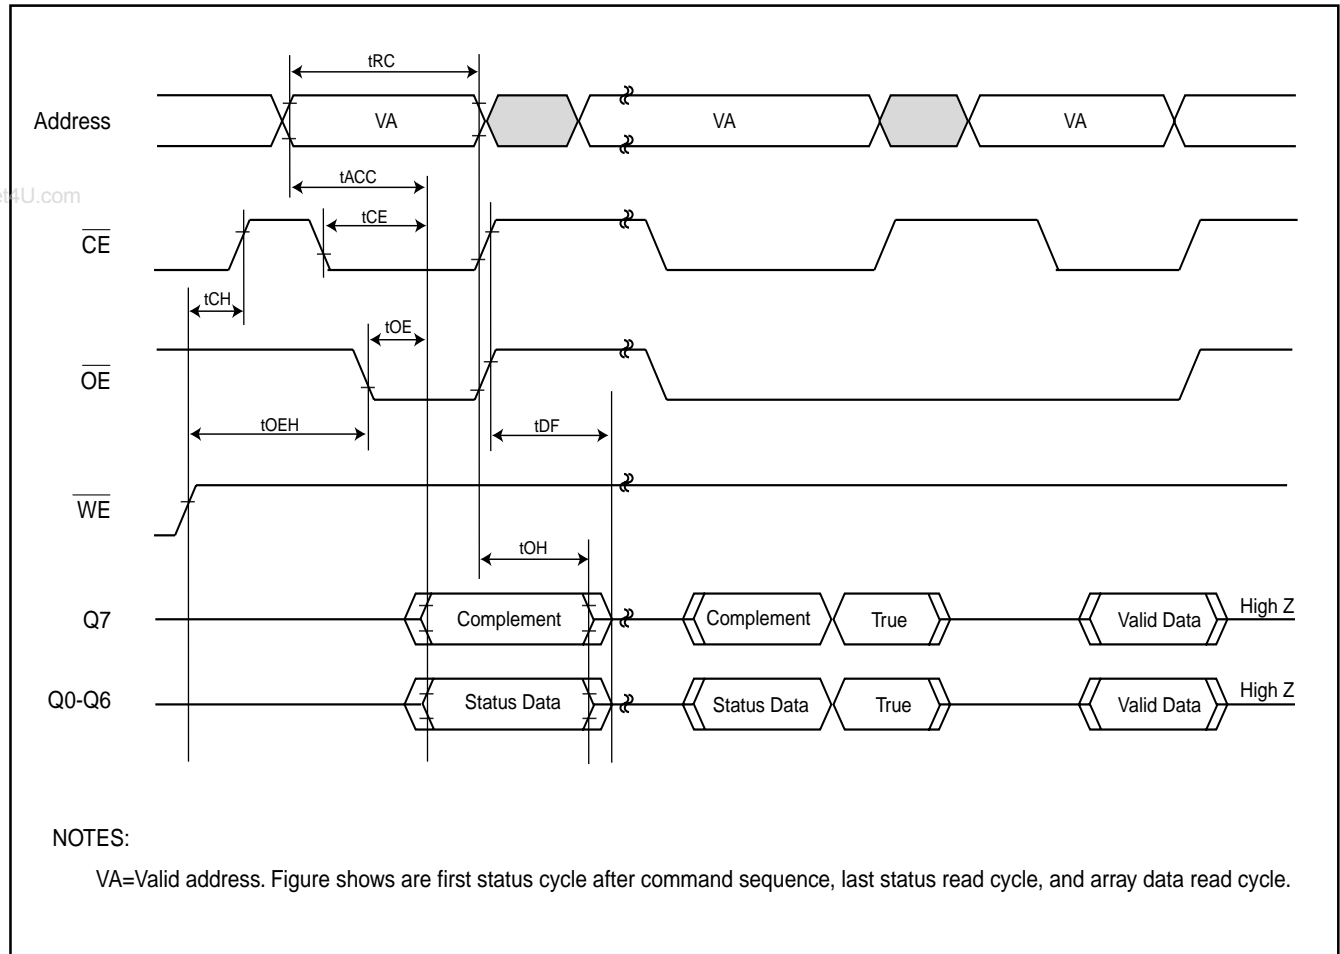 tRC
Address VA VA VA
et4U.com
tACC
tCE
CE
tCH
tOE
OE
tOEH
tDF
WE
tOH
Q7 Complement Complement True Valid Data High Z
Q0-Q6 Status Data Status Data True Valid Data High Z
NOTES:
VA=Valid address. Figure shows are first status cycle after command sequence, last status read cycle, and array data read cycle.